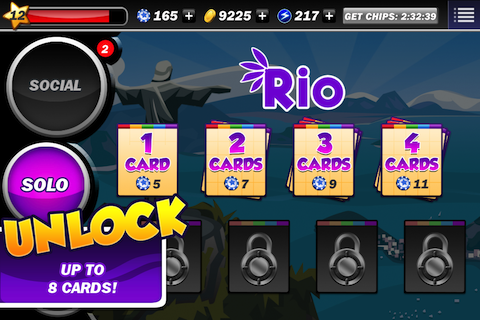 12 165 + 9225 + 217 + GET CHIPS: 2:32:39
2
SOCIAL
Rio
1 CARD 5
2 CARDS 7
3 CARDS 9
4 CARDS 11
SOLO
UNLOCK
UP TO
8 CARDS!